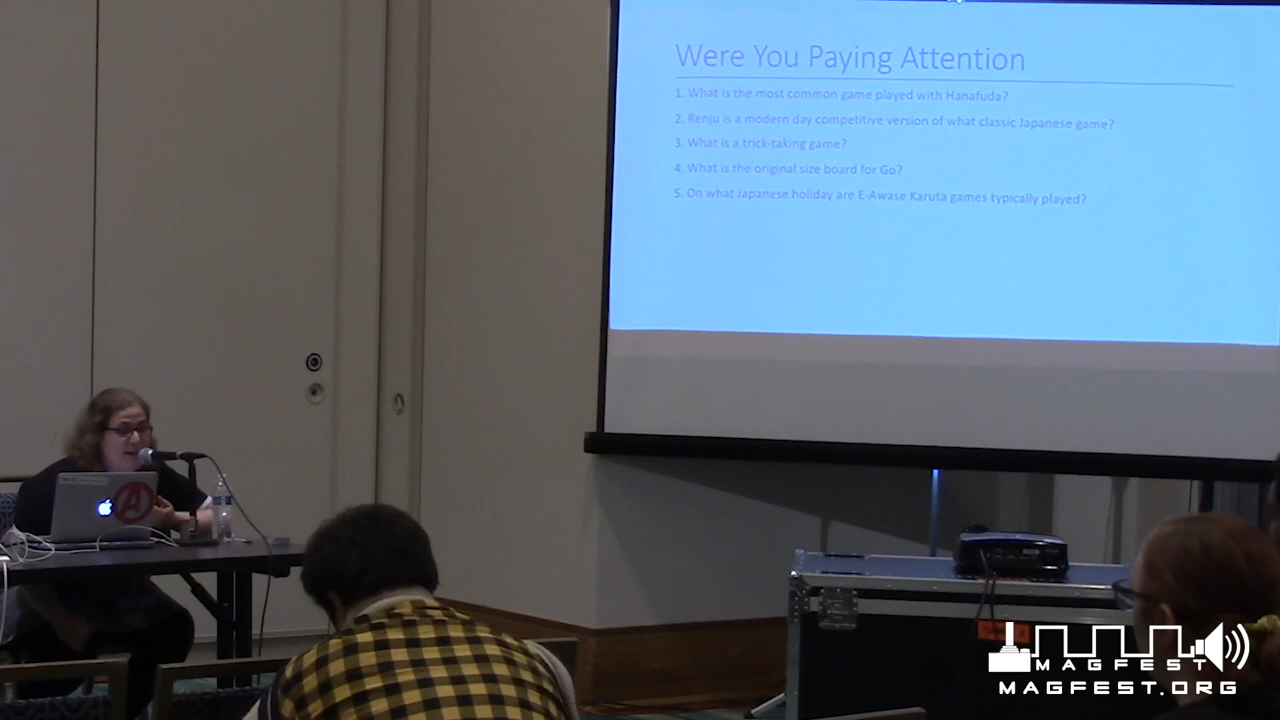 Were You Paying Attention
1. What is the most common game played with Hanafuda?
2. Renju is a modern day competitive version of what classic Japanese game?
3. What is a trick-taking game?
4. What is the original size board for Go?
5. On what Japanese holiday are E-Awase Karuta games typically played?
MAGFEST
MAGFEST.ORG